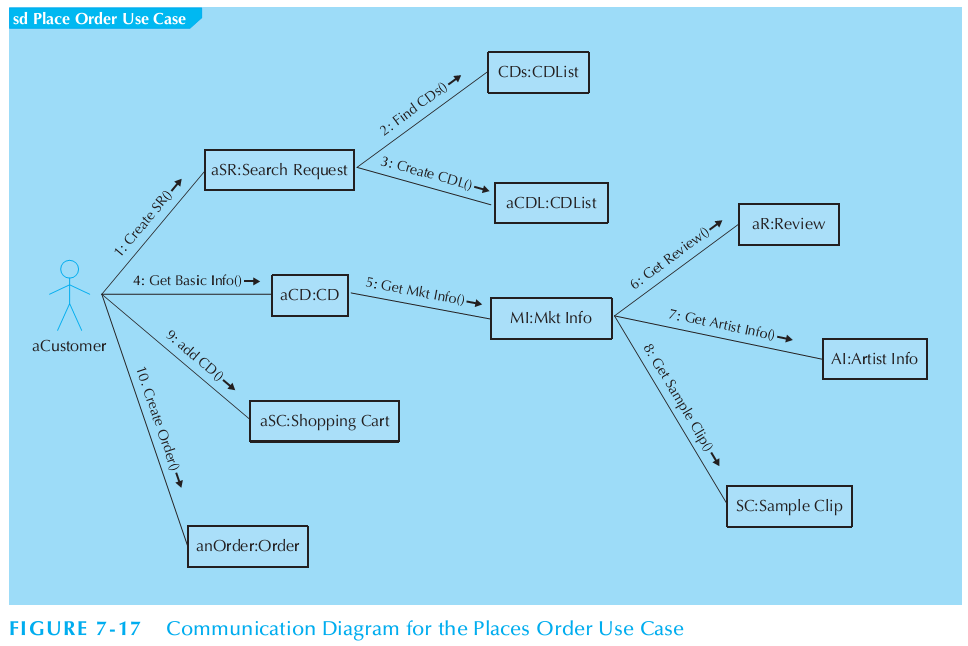 sd Place Order Use Case
CDs:CDList
2: Find CDs()
aSR:Search Request
3: Create CDL()
aCDL:CDList
1: Create SR()
aR:Review
6: Get Review()
4: Get Basic Info()
aCD:CD
5: Get Mkt Info()
MI:Mkt Info
7: Get Artist Info()
AI:Artist Info
aCustomer
9: add CD()
8: Get Sample Clip()
aSC:Shopping Cart
10. Create Order()
SC:Sample Clip
anOrder:Order
FIGURE 7-17 Communication Diagram for the Places Order Use Case